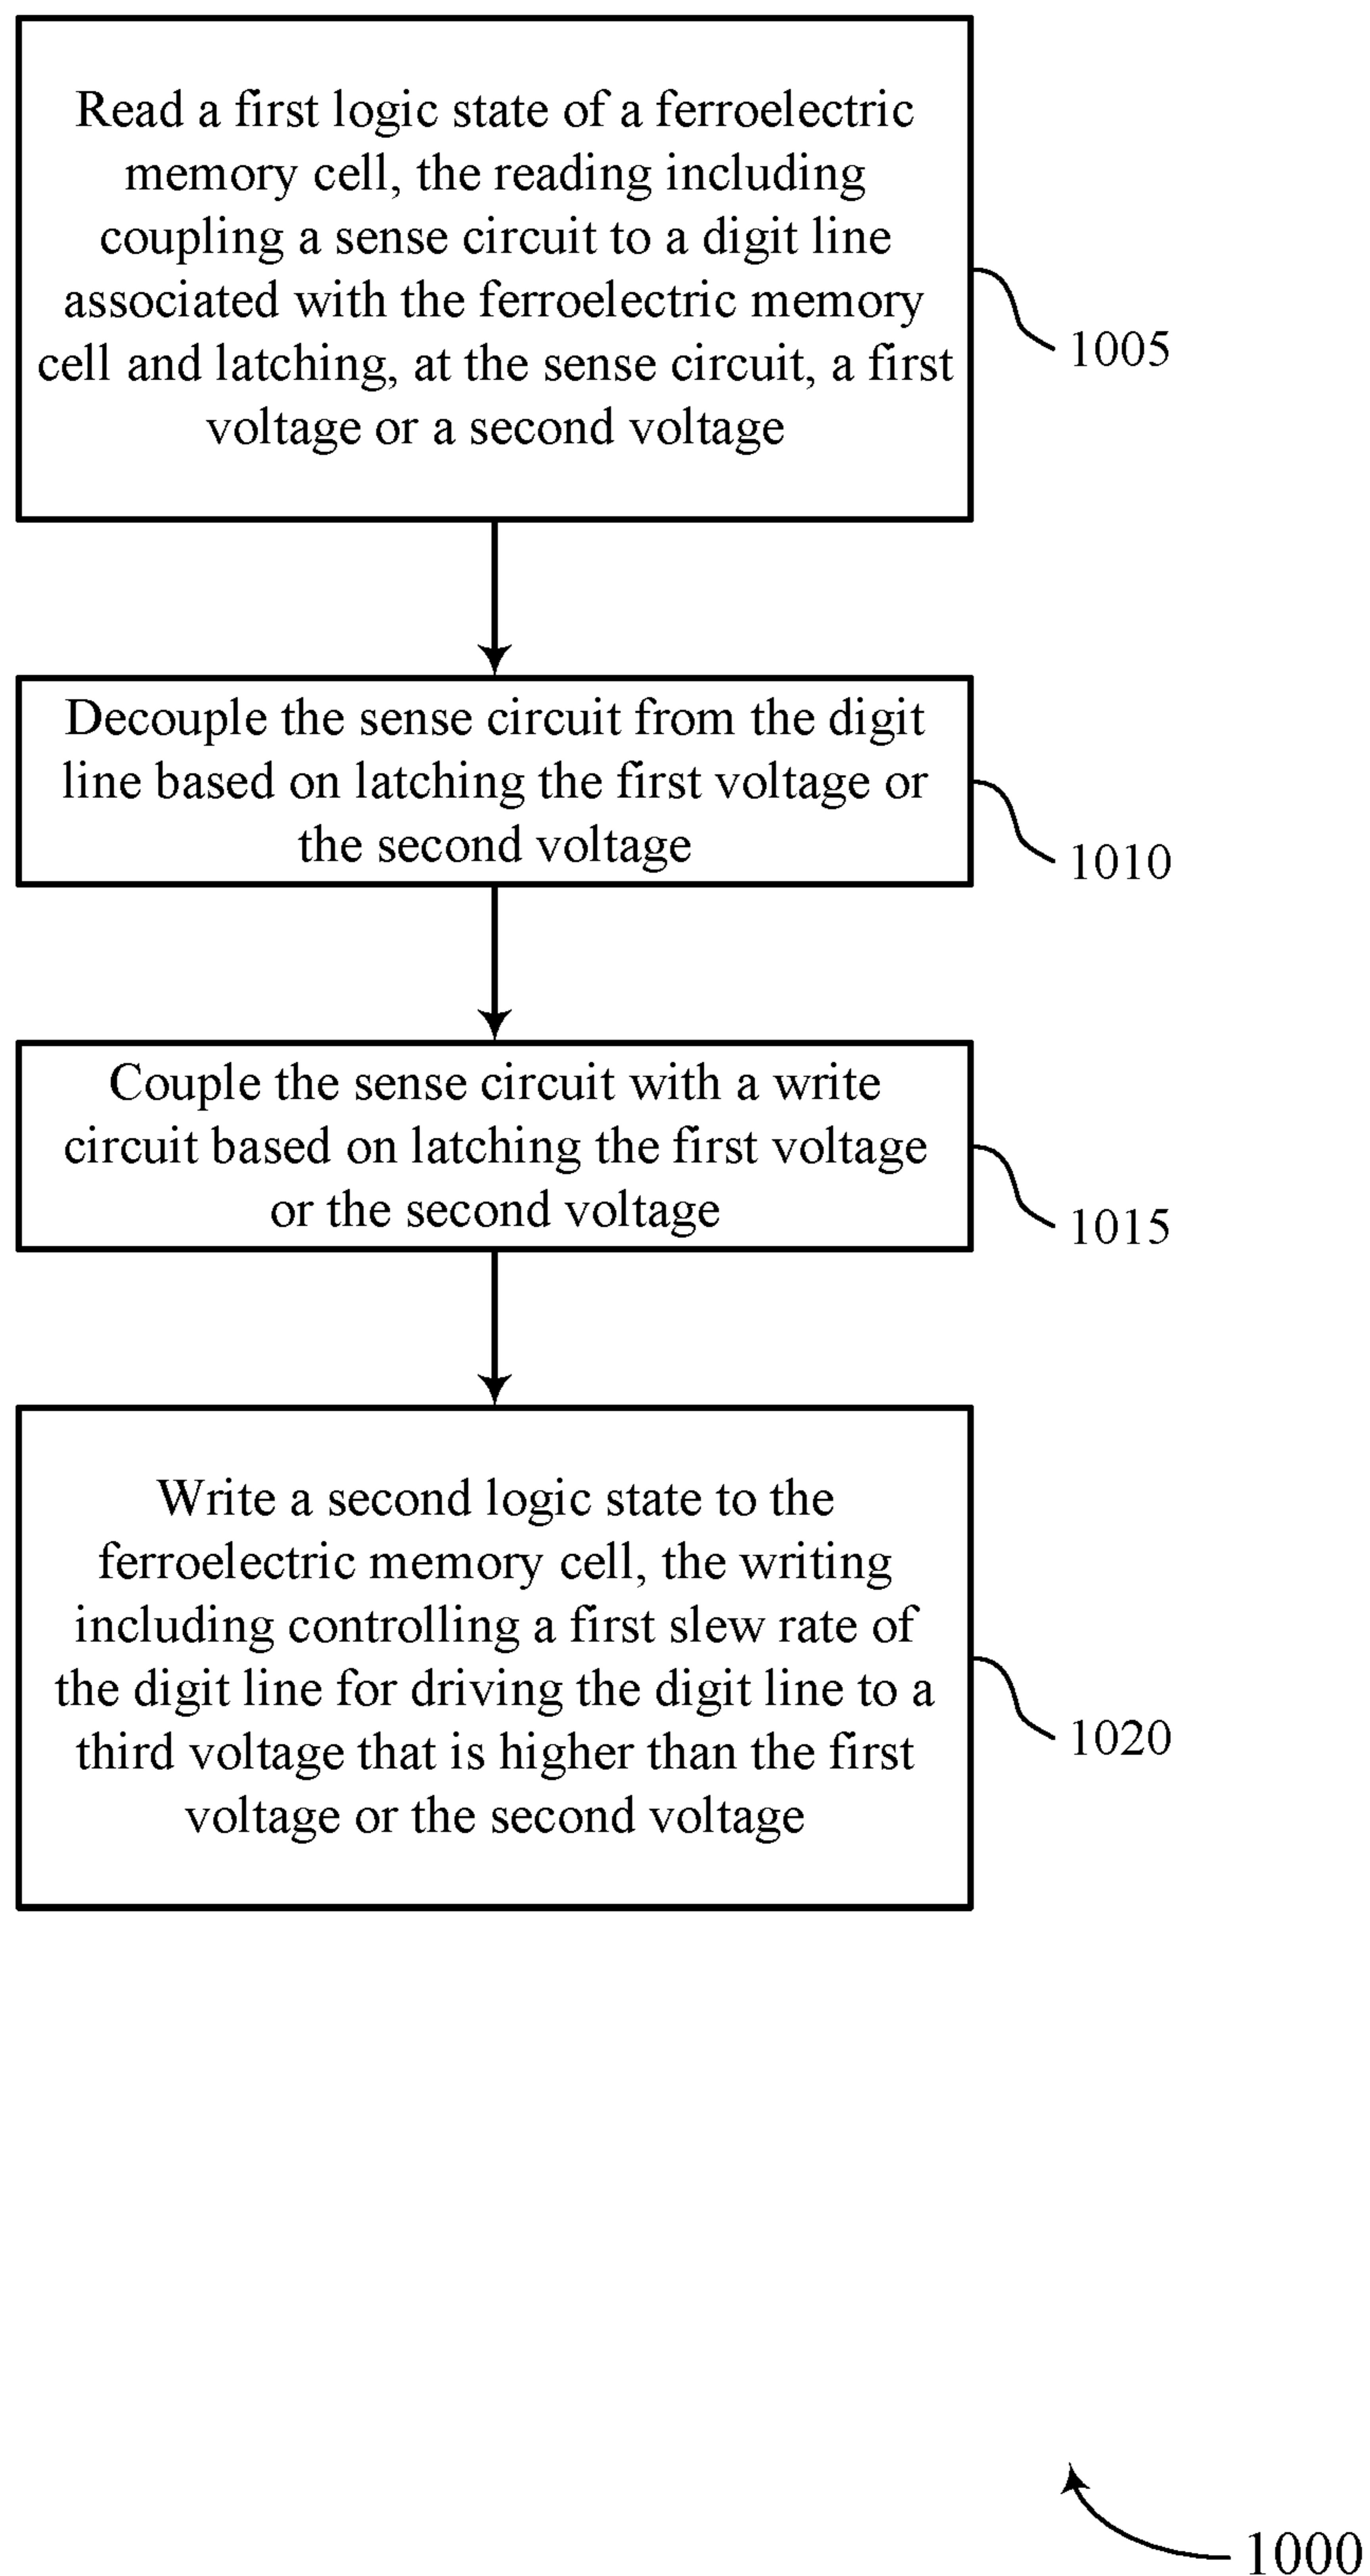 Read a first logic state of a ferroelectric
memory cell, the reading including
coupling a sense circuit to a digit line
associated with the ferroelectric memory
cell and latching, at the sense circuit, a first
voltage or a second voltage
1005
Decouple the sense circuit from the digit
line based on latching the first voltage or
the second voltage
1010
Couple the sense circuit with a write
circuit based on latching the first voltage
or the second voltage
1015
Write a second logic state to the
ferroelectric memory cell, the writing
including controlling a first slew rate of
the digit line for driving the digit line to a
third voltage that is higher than the first
voltage or the second voltage
1020
1000